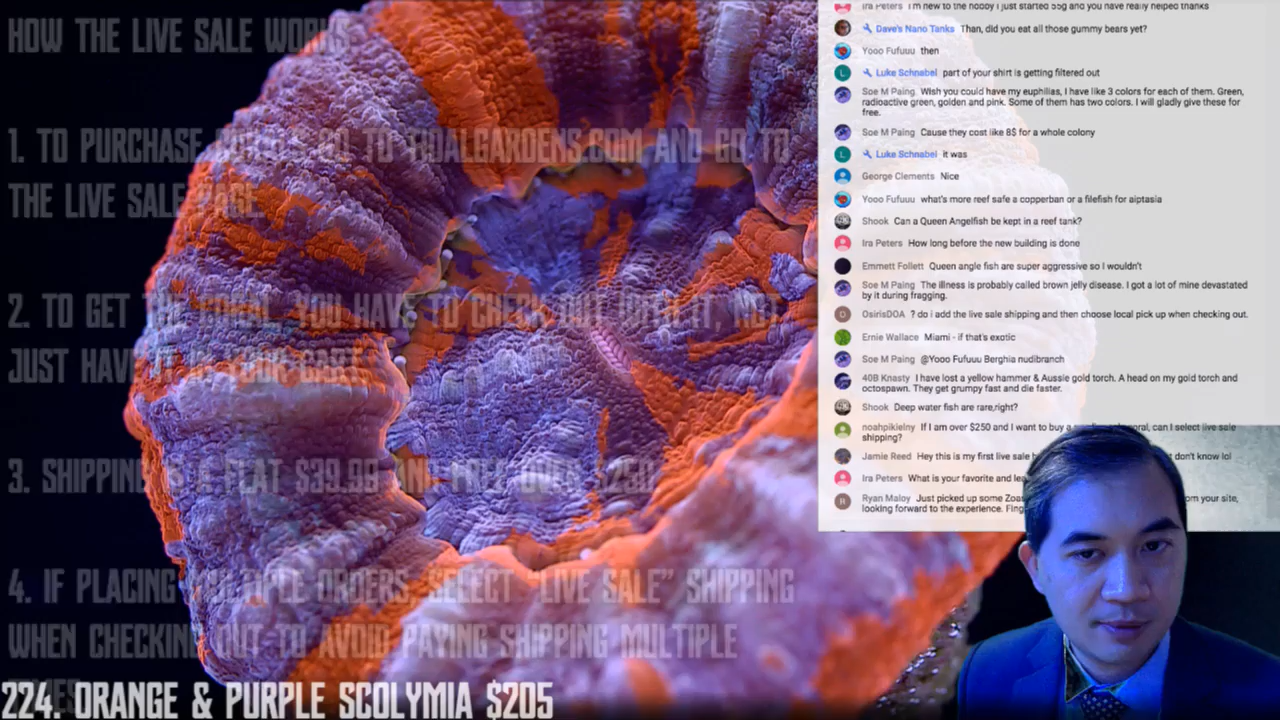 HOW THE LIVE SALE WORKS
1. TO PURCHASE TO TIDALGARDENS.COM AND GO TO
THE LIVE SALE PAGE.
2. TO GET THE CORAL, YOU HAVE TO CHECK OUT WITH IT, NOT
JUST HAVE IT IN YOUR CART.
3. SHIPPING IS FLAT $39.99 AND FREE OVER $250
4. IF PLACING MULTIPLE ORDERS, SELECT "LIVE SALE" SHIPPING
WHEN CHECKING OUT TO AVOID PAYING SHIPPING MULTIPLE
TIMES
224. ORANGE & PURPLE SCOLYMIA $205
Ira Peters I'm new to the hobby i just started 55g and you have really helped thanks
Dave's Nano Tanks Than, did you eat all those gummy bears yet?
Yooo Fufuuu then
L Luke Schnabel part of your shirt is getting filtered out
Soe M Paing Wish you could have my euphilias, I have like 3 colors for each of them. Green,
radioactive green, golden and pink. Some of them has two colors. I will gladly give these for
free.
Soe M Paing Cause they cost like 8$ for a whole colony
L Luke Schnabel it was
George Clements Nice
Yooo Fufuuu what's more reef safe a copperban or a filefish for aiptasia
Shook Can a Queen Angelfish be kept in a reef tank?
Ira Peters How long before the new building is done
Emmett Follett Queen angle fish are super aggressive so I wouldn't
Soe M Paing The illness is probably called brown jelly disease. I got a lot of mine devastated
by it during fragging.
O OsirisDOA ? do i add the live sale shipping and then choose local pick up when checking out.
Ernie Wallace Miami - if that's exotic
Soe M Paing @Yooo Fufuuu Berghia nudibranch
40B Knasty I have lost a yellow hammer & Aussie gold torch. A head on my gold torch and
octospawn. They get grumpy fast and die faster.
Shook Deep water fish are rare,right?
noahpikielny If I am over $250 and I want to buy a coral, can I select live sale
shipping?
Jamie Reed Hey this is my first live sale don't know lol
Ira Peters What is your favorite and
R Ryan Maloy Just picked up some from your site,
looking forward to the experience.